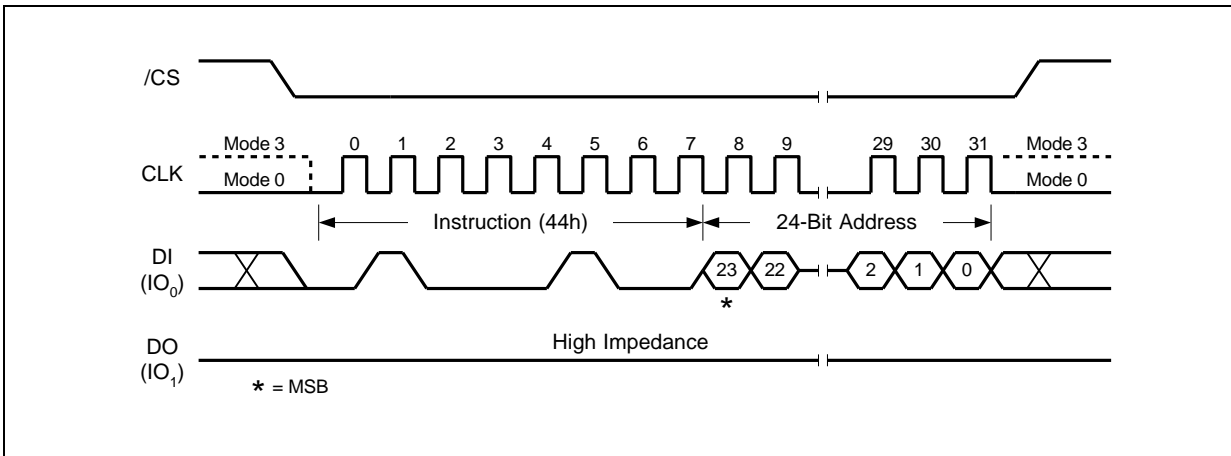 /CS
Mode 3 0 1 2 3 4 5 6 7 8 9 29 30 31 Mode 3
CLK
Mode 0 Mode 0
Instruction (44h) 24-Bit Address
DI
(IO0)
23 22 2 1 0
*
High Impedance
DO
(IO1)
* = MSB